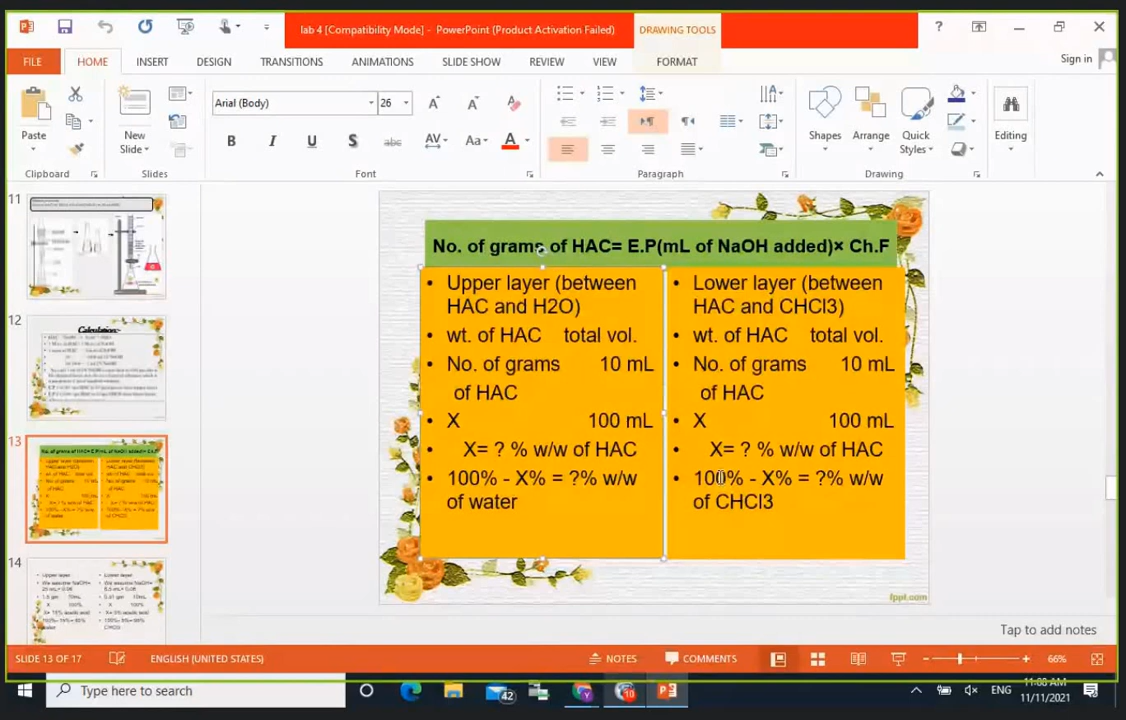 lab 4 [Compatibility Mode] - PowerPoint (Product Activation Failed)
DRAWING TOOLS
?
FILE HOME INSERT DESIGN TRANSITIONS ANIMATIONS SLIDE SHOW REVIEW VIEW FORMAT
Sign in
Arial (Body) 26
Paste
New Slide
Shapes
Arrange
Quick Styles
Editing
Clipboard
Slides
Font
Paragraph
Drawing
11
12
Calculation:-
13
14
No. of grams of HAC= E.P(mL of NaOH added)× Ch.F
• Upper layer (between
HAC and H2O)
• wt. of HAC total vol.
• No. of grams 10 mL
of HAC
• X 100 mL
• X= ? % w/w of HAC
• 100% - X% = ?% w/w
of water
• Lower layer (between
HAC and CHCl3)
• wt. of HAC total vol.
• No. of grams 10 mL
of HAC
• X 100 mL
• X= ? % w/w of HAC
• 100% - X% = ?% w/w
of CHCl3
fppt.com
Tap to add notes
SLIDE 13 OF 17 ENGLISH (UNITED STATES) NOTES COMMENTS 66%
Type here to search
42
10
ENG
11:08 AM
11/11/2021